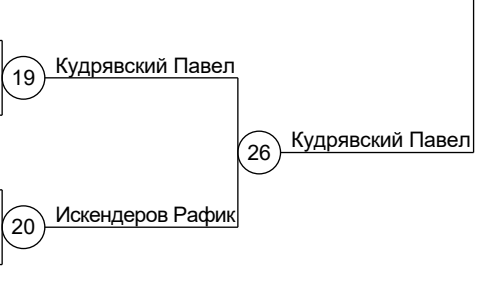 19 Кудрявский Павел
26 Кудрявский Павел
20 Искендеров Рафик